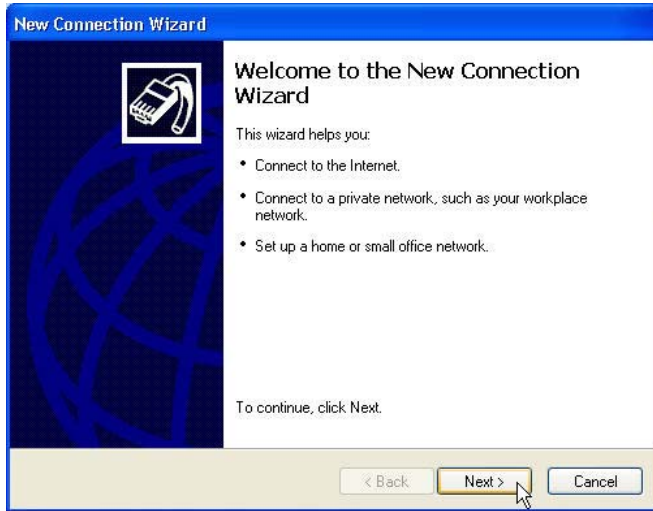 New Connection Wizard
Welcome to the New Connection
Wizard
This wizard helps you:
• Connect to the Internet.
• Connect to a private network, such as your workplace
network.
• Set up a home or small office network.
To continue, click Next.
< Back Next > Cancel